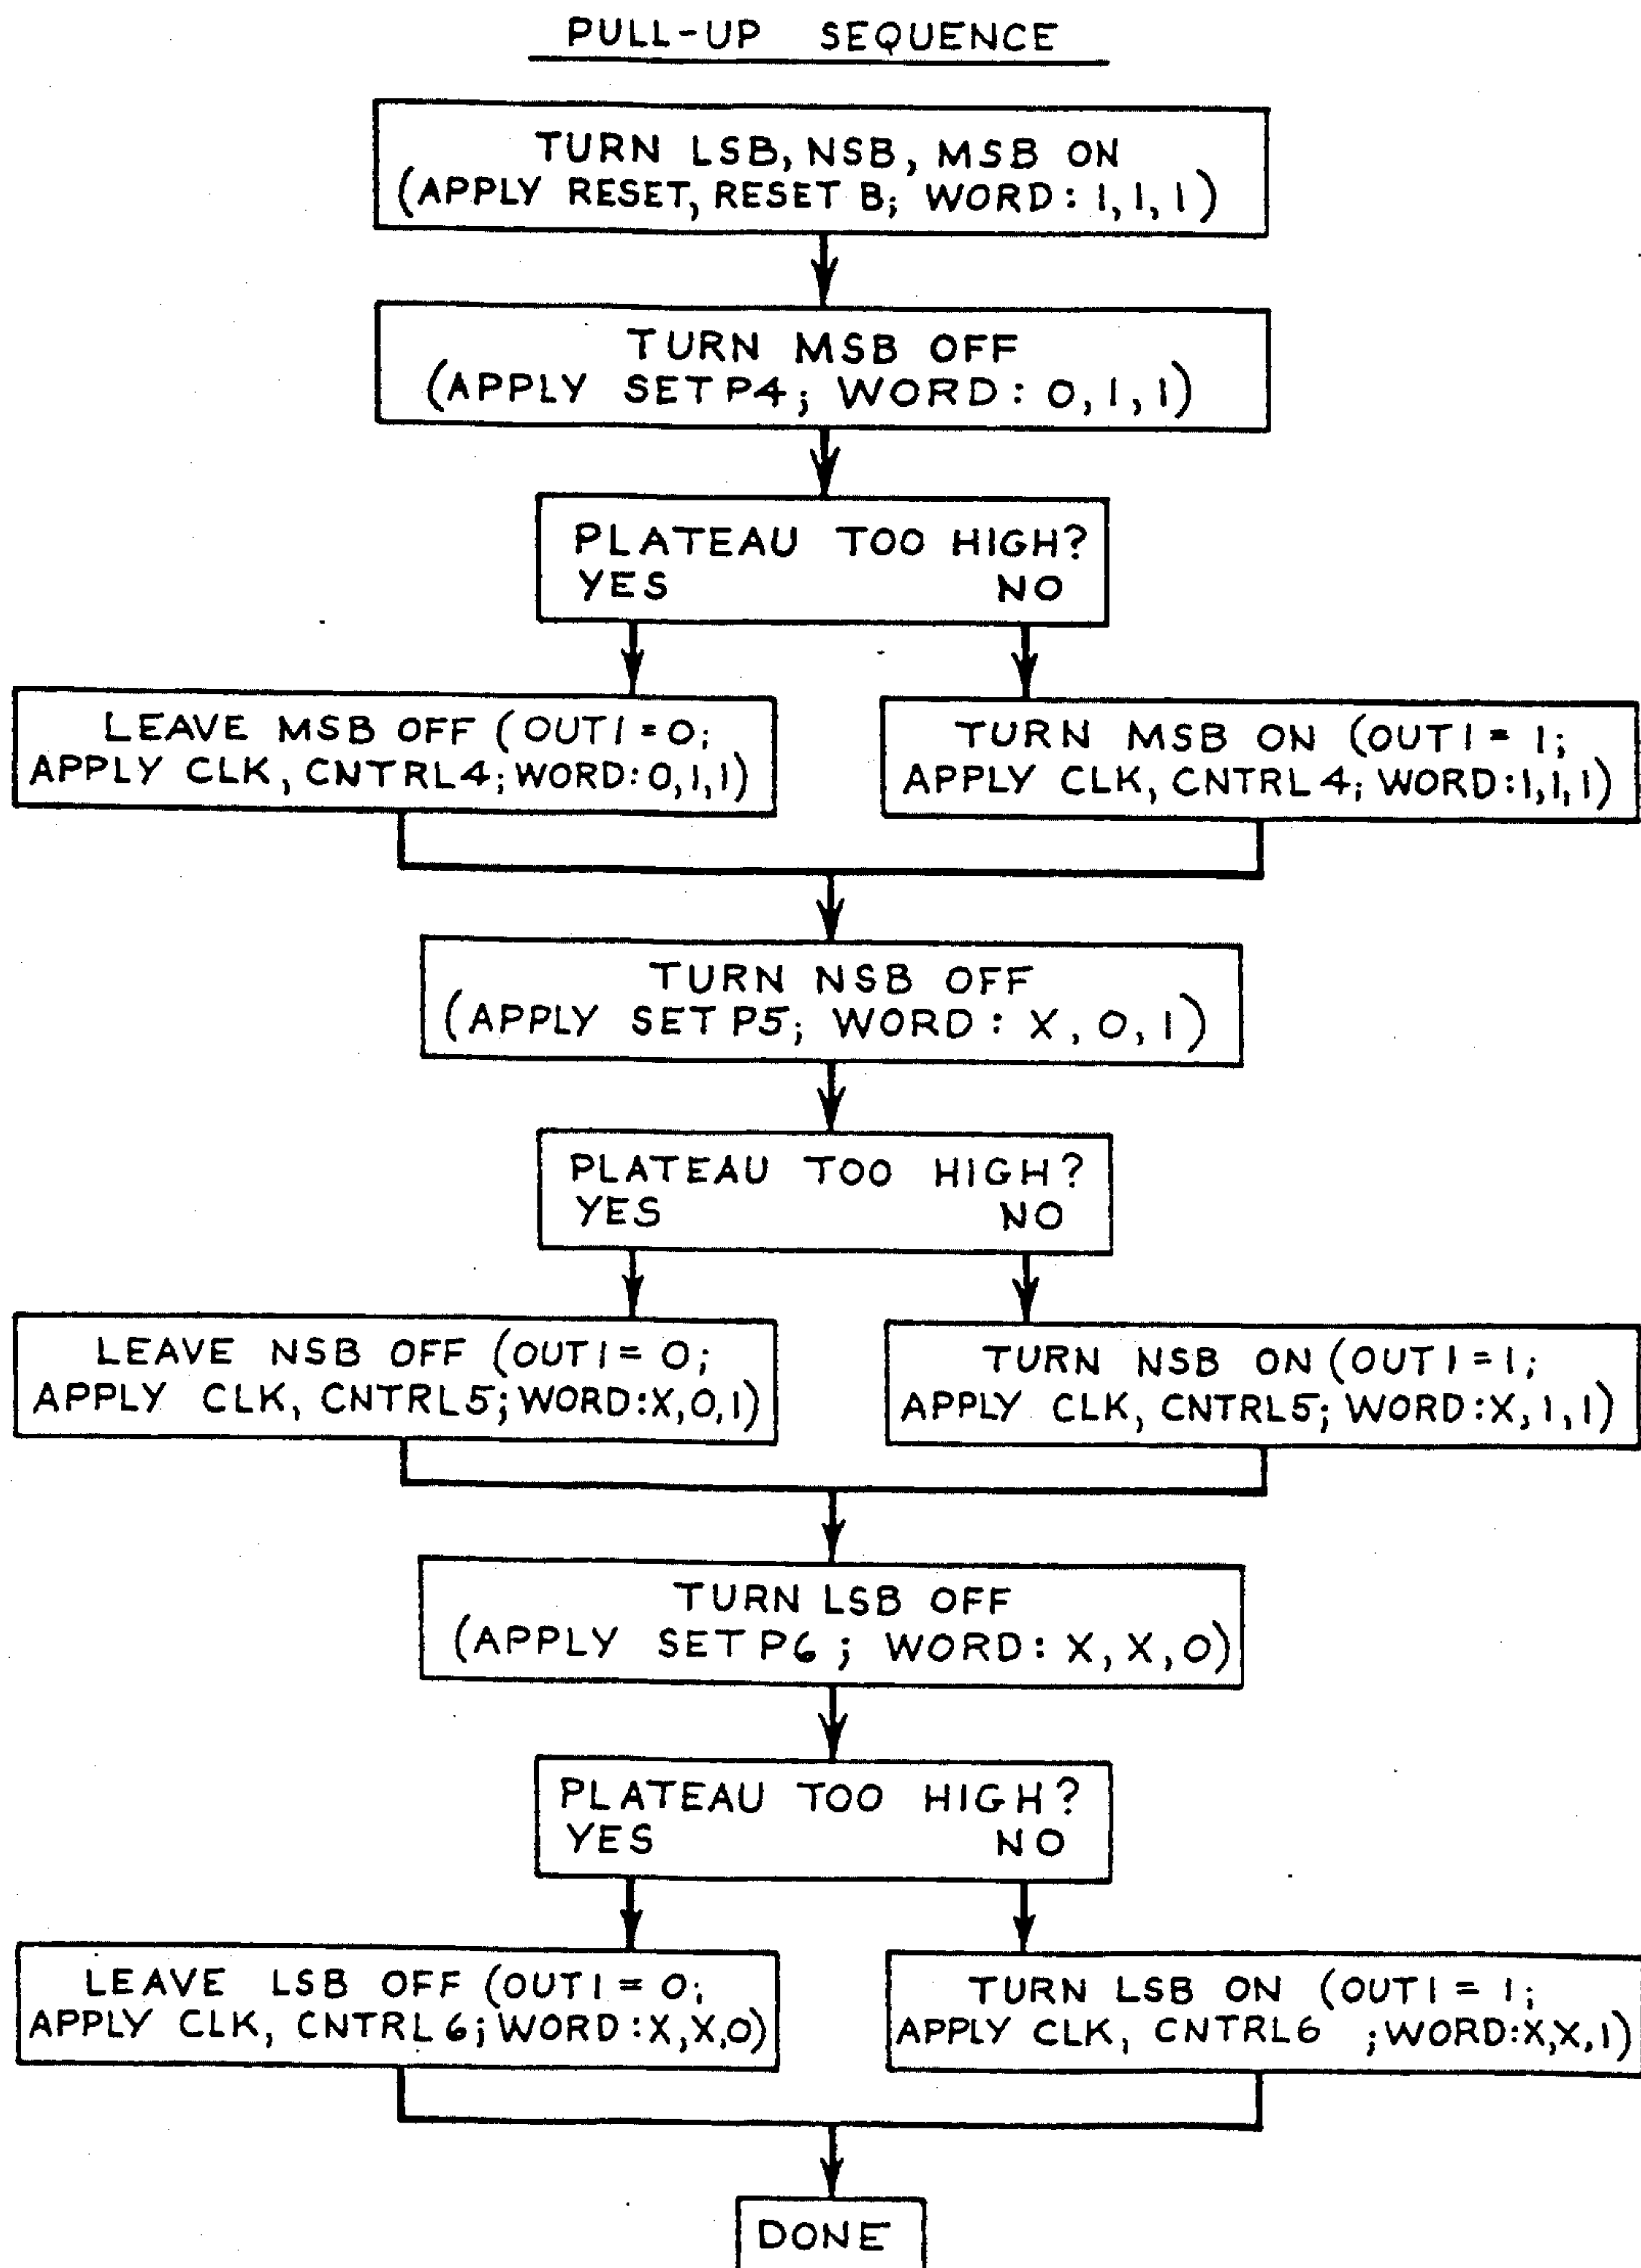 PULL-UP SEQUENCE
TURN LSB, NSB, MSB ON
(APPLY RESET, RESET B; WORD: 1, 1, 1)
TURN MSB OFF
(APPLY SET P4; WORD: 0, 1, 1)
PLATEAU TOO HIGH?
YES NO
LEAVE MSB OFF (OUT1 = 0;
APPLY CLK, CNTRL4; WORD: 0, 1, 1)
TURN MSB ON (OUT1 = 1;
APPLY CLK, CNTRL4; WORD: 1, 1, 1)
TURN NSB OFF
(APPLY SET P5; WORD: X, 0, 1)
PLATEAU TOO HIGH?
YES NO
LEAVE NSB OFF (OUT1 = 0;
APPLY CLK, CNTRL5; WORD: X, 0, 1)
TURN NSB ON (OUT1 = 1;
APPLY CLK, CNTRL5; WORD: X, 1, 1)
TURN LSB OFF
(APPLY SET P6; WORD: X, X, 0)
PLATEAU TOO HIGH?
YES NO
LEAVE LSB OFF (OUT1 = 0;
APPLY CLK, CNTRL6; WORD: X, X, 0)
TURN LSB ON (OUT1 = 1;
APPLY CLK, CNTRL6 ; WORD: X, X, 1)
DONE